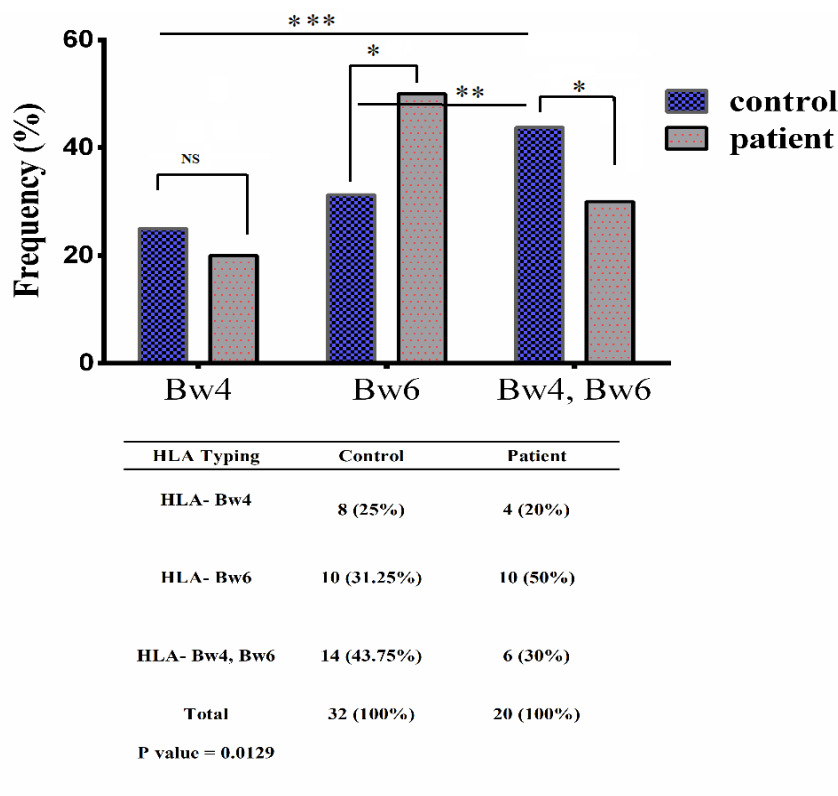 ***
60
*
**
*
control
patient
40
NS
20
0
Frequency (%)
Bw4 Bw6 Bw4, Bw6
HLA Typing Control Patient
HLA- Bw4 8 (25%) 4 (20%)
HLA- Bw6 10 (31.25%) 10 (50%)
HLA- Bw4, Bw6 14 (43.75%) 6 (30%)
Total 32 (100%) 20 (100%)
P value = 0.0129